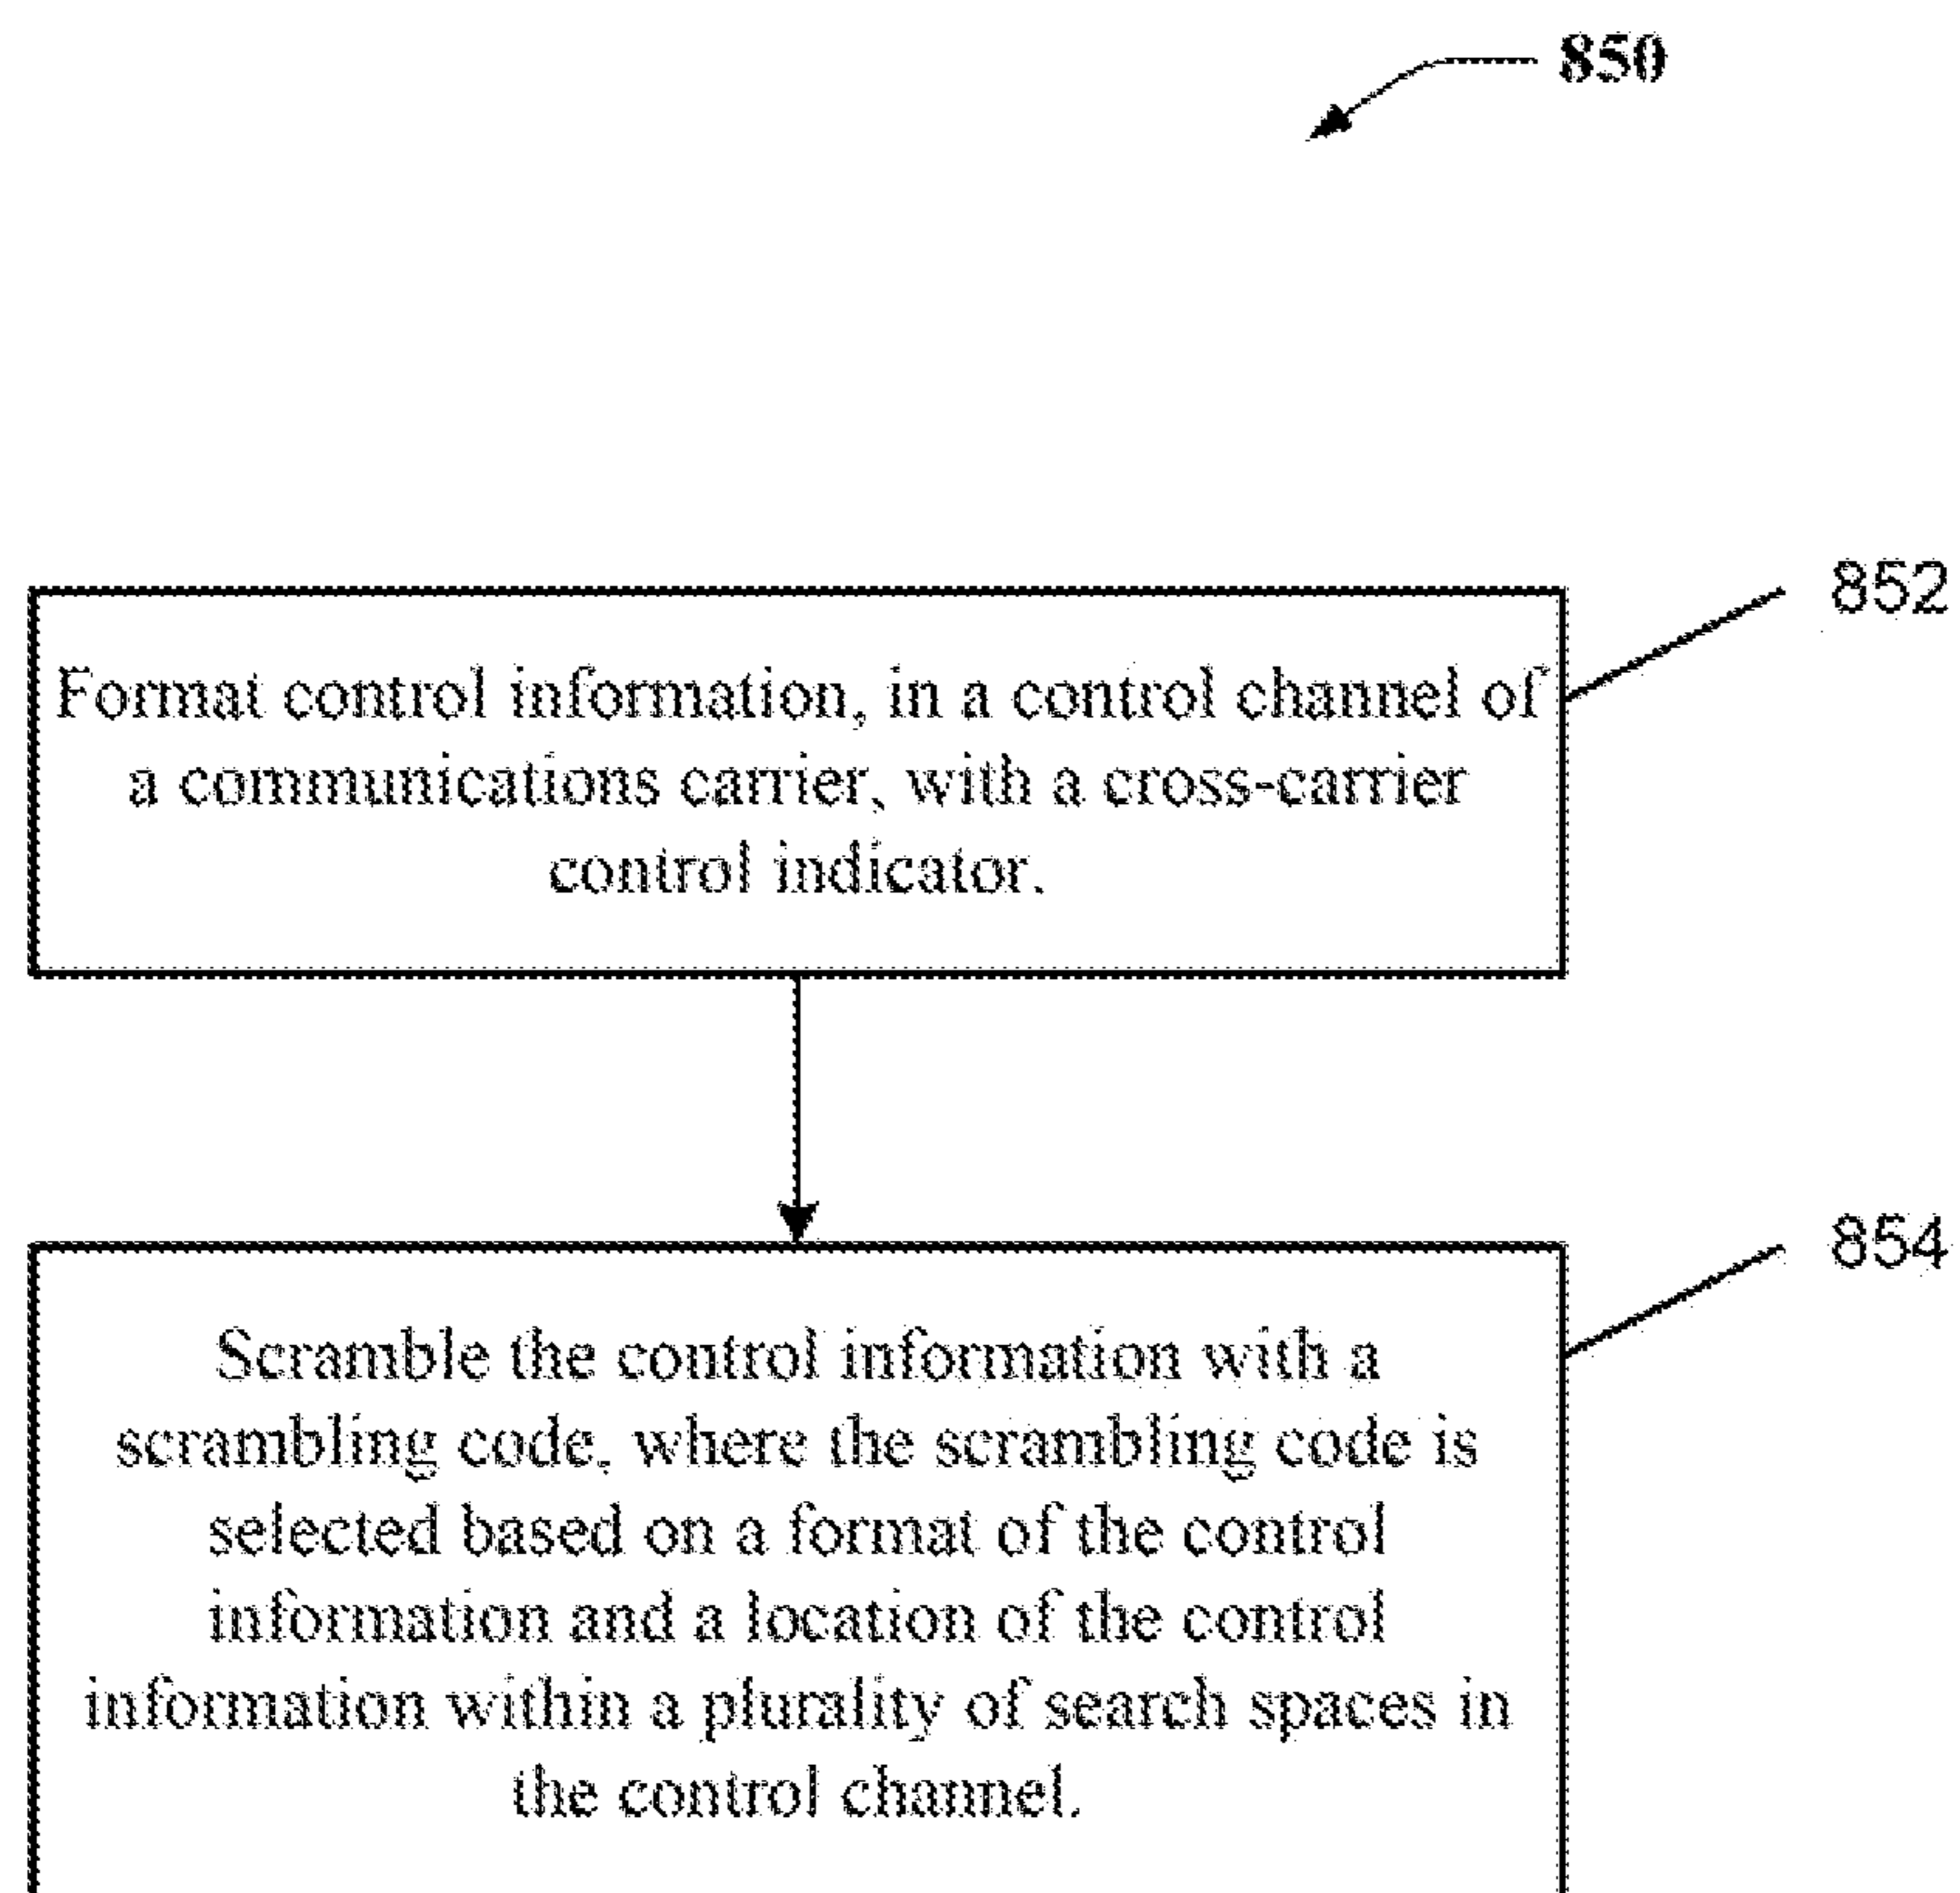 850
852
Format control information, in a control channel of
a communications carrier, with a cross-carrier
control indicator.
854
Scramble the control information with a
scrambling code, where the scrambling code is
selected based on a format of the control
information and a location of the control
information within a plurality of search spaces in
the control channel.